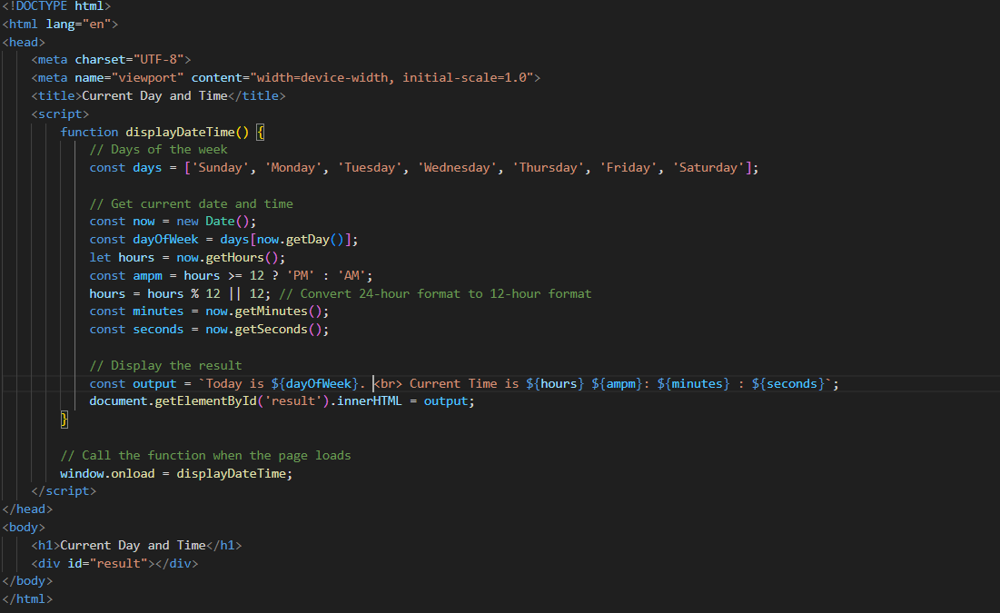 <!DOCTYPE html>
<html lang="en">
<head>
    <meta charset="UTF-8">
    <meta name="viewport" content="width=device-width, initial-scale=1.0">
    <title>Current Day and Time</title>
    <script>
        function displayDateTime() {
            // Days of the week
            const days = ['Sunday', 'Monday', 'Tuesday', 'Wednesday', 'Thursday', 'Friday', 'Saturday'];

            // Get current date and time
            const now = new Date();
            const dayOfWeek = days[now.getDay()];
            let hours = now.getHours();
            const ampm = hours >= 12 ? 'PM' : 'AM';
            hours = hours % 12 || 12; // Convert 24-hour format to 12-hour format
            const minutes = now.getMinutes();
            const seconds = now.getSeconds();

            // Display the result
            const output = `Today is ${dayOfWeek}. <br> Current Time is ${hours} ${ampm}: ${minutes} : ${seconds}`;
            document.getElementById('result').innerHTML = output;
        }

        // Call the function when the page loads
        window.onload = displayDateTime;
    </script>
</head>
<body>
    <h1>Current Day and Time</h1>
    <div id="result"></div>
</body>
</html>